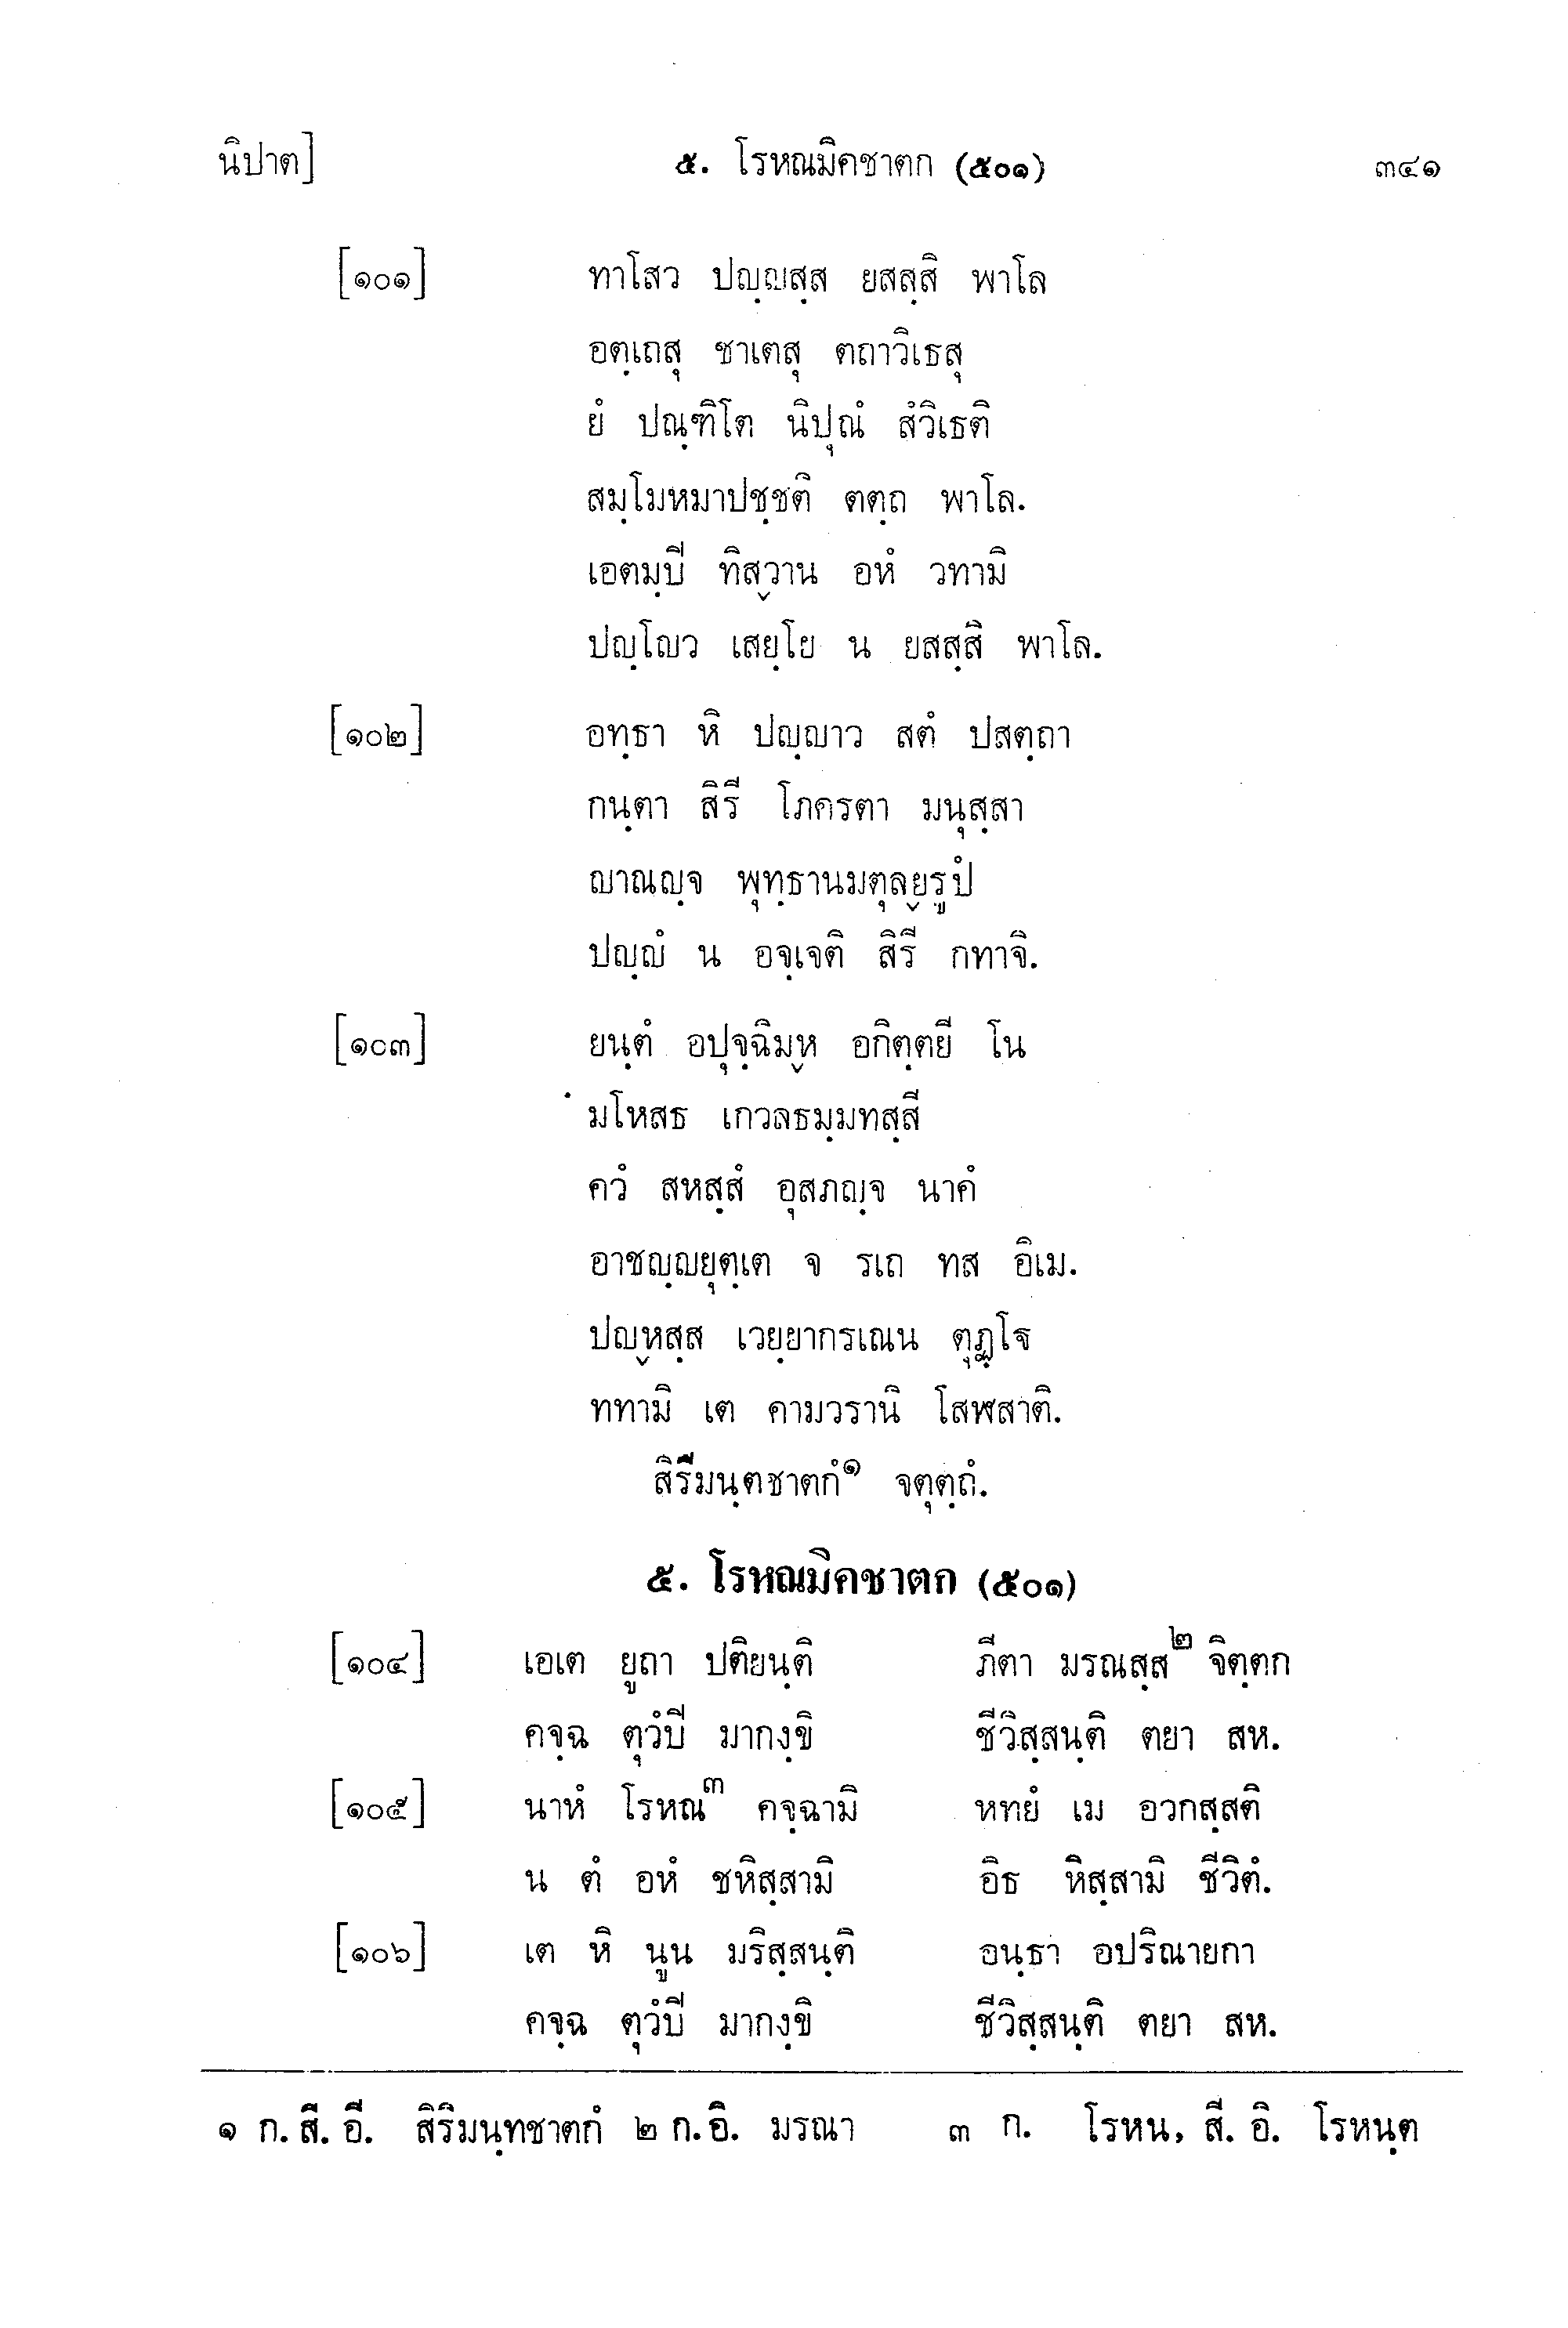 นิปาต] ๕. โรหณมิคชาตก (๕๐๑) ๓๔๑
[๑๐๑] ทาโสว ปญฺญสฺส ยสสฺสิ พาโล
อตฺเถสุ ชาเตสุ ตถาวิเธสุ
ยํ ปณฺฑิโต นิปุณํ สํวิเธติ
สมฺโมหมาปชฺชติ ตตฺถ พาโล.
เอตมฺปี ทิสฺวาน อหํ วทามิ
ปญฺโญว เสยฺโย น ยสสฺสิ พาโล.
[๑๐๒] อทฺธา หิ ปญฺญาว สตํ ปสตฺถา
กนฺตา สิรี โภครตา มนุสฺสา
ญาณญฺจ พุทฺธานมตุลฺยรูปํ
ปญฺญํ น อจฺเจติ สิรี กทาจิ.
[๑๐๓] ยนฺตํ อปุจฺฉิมฺห อกิตฺตยี โน
มโหสธ เกวลธมฺมทสฺสี
ควํ สหสฺสํ อุสภญฺจ นาคํ
อาชญฺญยุตฺเต จ รเถ ทส อิเม.
ปญฺหสฺส เวยฺยากรเณน ตุฏฺโฐ
ททามิ เต คามวรานิ โสฬสาติ.
สิรีมนฺตชาตกํ๑ จตุตฺถํ.
๕. โรหณมิคชาตก (๕๐๑)
[๑๐๔] เอเต ยูถา ปติยนฺติ ภีตา มรณสฺส๒ จิตฺตก
คจฺฉ ตุวํปี มากงฺขิ ชีวิสฺสนฺติ ตยา สห.
[๑๐๕] นาหํ โรหณ๓ คจฺฉามิ หทยํ เม อวกสฺสติ
น ตํ อหํ ชหิสฺสามิ อิธ หิสฺสามิ ชีวิตํ.
[๑๐๖] เต หิ นูน มริสฺสนฺติ อนฺธา อปริณายกา
คจฺฉ ตุวํปี มากงฺขิ ชีวิสฺสนฺติ ตยา สห.
๑ ก. สี. อี. สิริมนฺทชาตกํ ๒ ก. อิ. มรณา ๓ ก. โรหน, สี. อิ. โรหนฺต